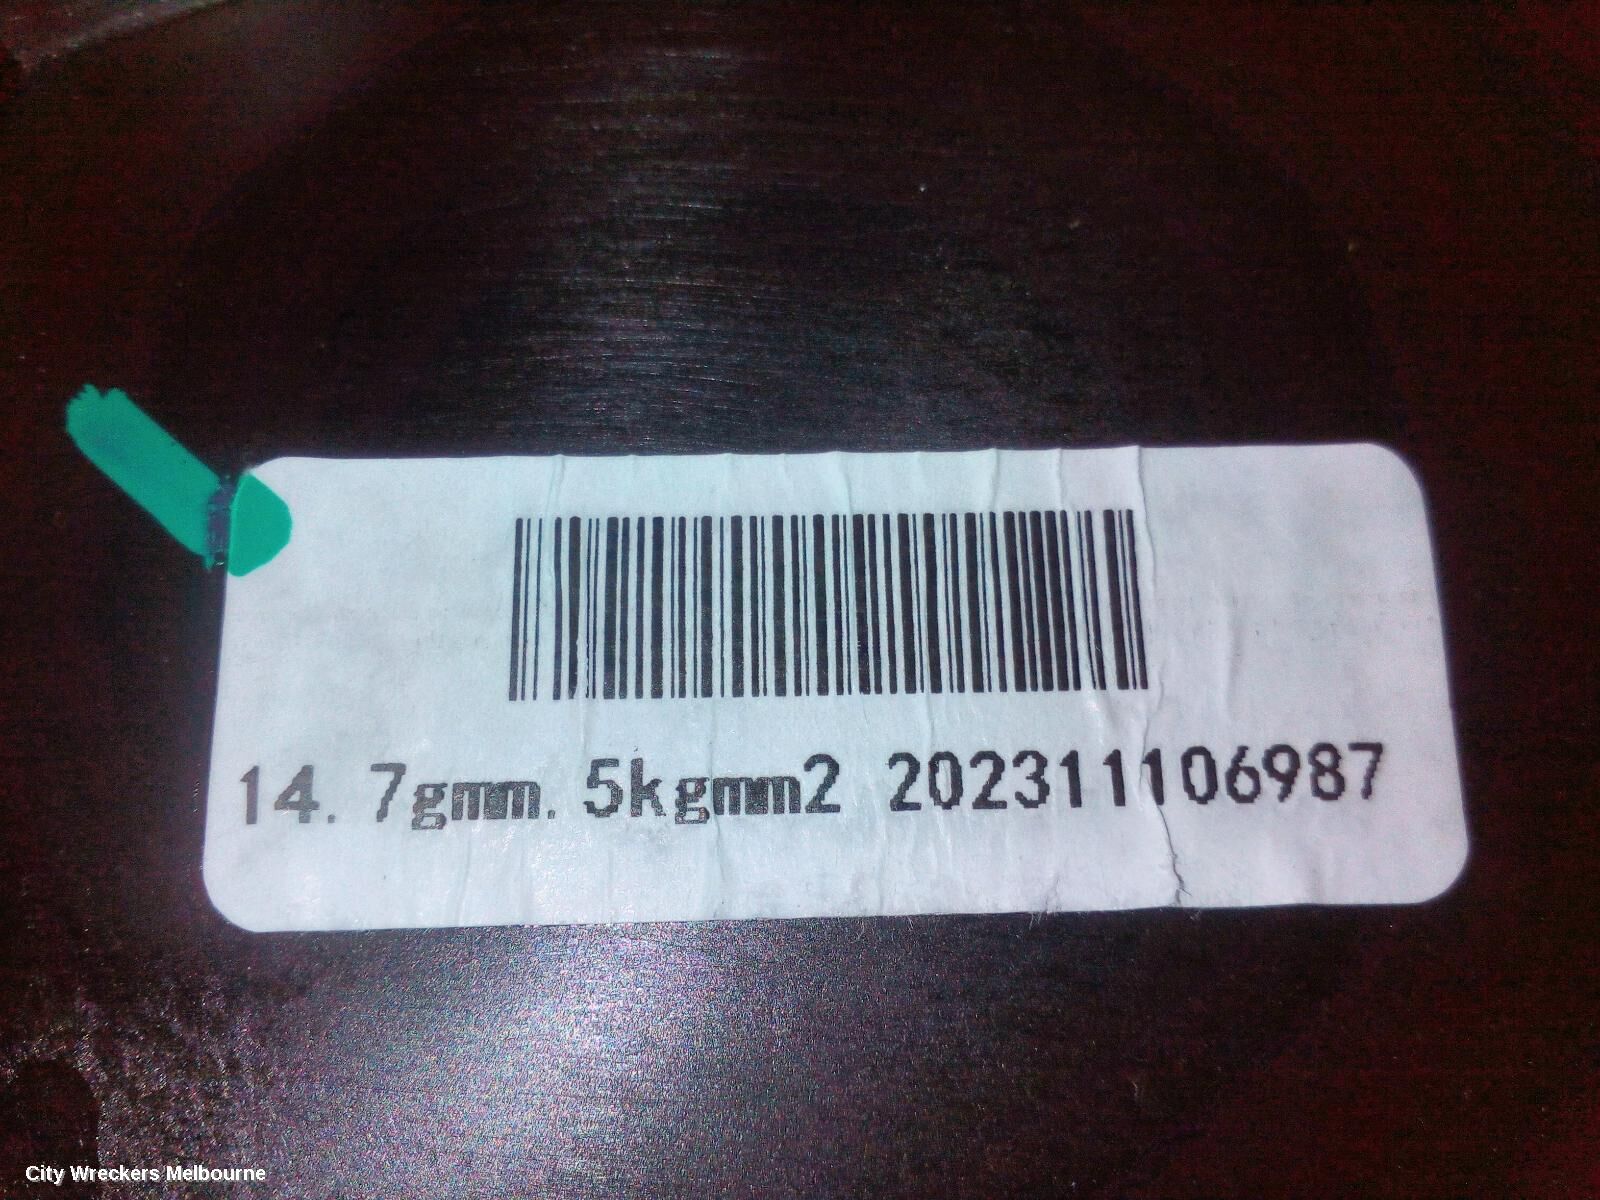 14. 7gmm. 5kgmm2 202311106987
City Wreckers Melbourne